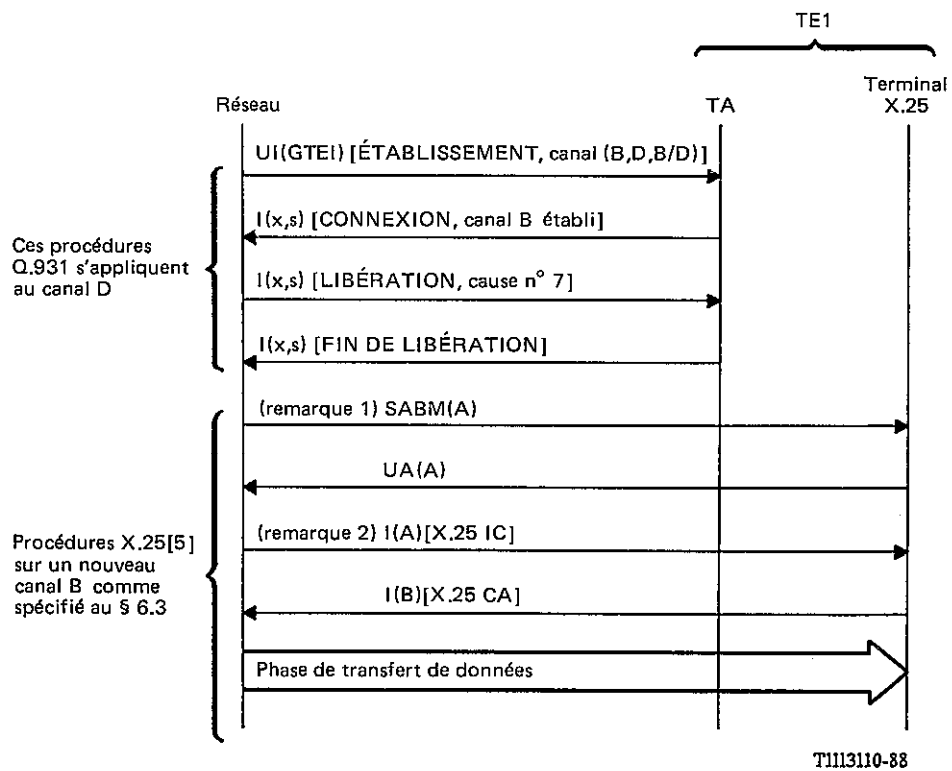 TE1
Réseau
TA
Terminal
X.25
UI(GTEI) [ÉTABLISSEMENT, canal (B,D,B/D)]
I(x,s) [CONNEXION, canal B établi]
Ces procédures
Q.931 s'appliquent
au canal D
I(x,s) [LIBÉRATION, cause n° 7]
I(x,s) [FIN DE LIBÉRATION]
(remarque 1) SABM(A)
UA(A)
(remarque 2) I(A)[X.25 IC]
Procédures X.25[5]
sur un nouveau
canal B comme
spécifié au § 6.3
I(B)[X.25 CA]
Phase de transfert de données
T1113110-88